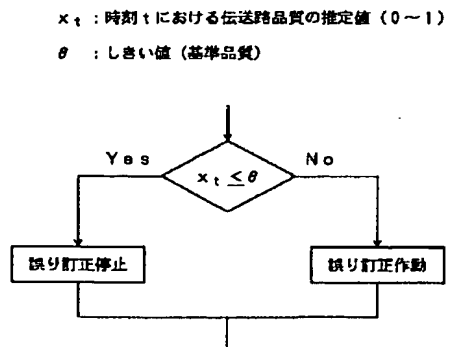 xt：時刻tにおける伝送路品質の推定値（0～1）
θ：しきい値（基準品質）
Yes
No
xt≦θ
誤り訂正停止
誤り訂正作動